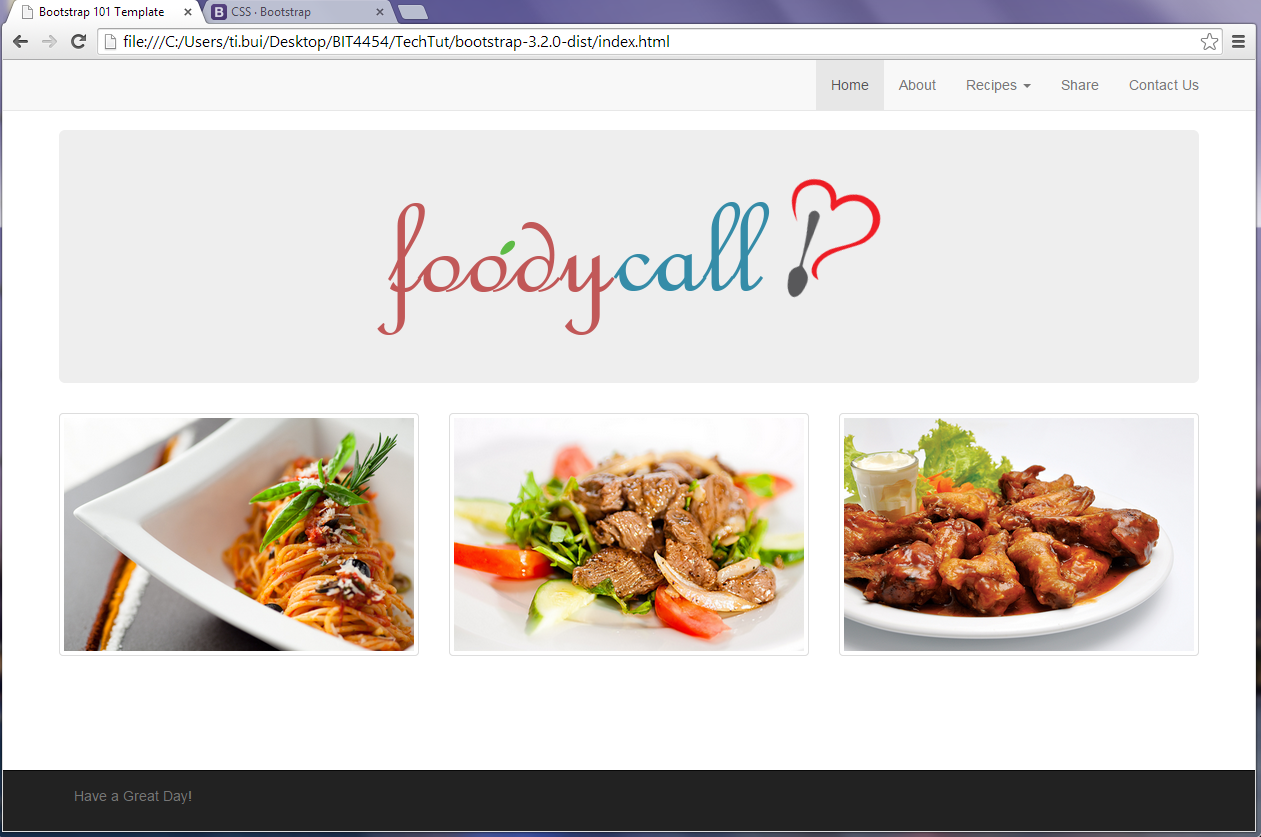 Bootstrap 101 Template
CSS · Bootstrap
file:///C:/Users/ti.bui/Desktop/BIT4454/TechTut/bootstrap-3.2.0-dist/index.html
Home About Recipes Share Contact Us
foodycall
Have a Great Day!